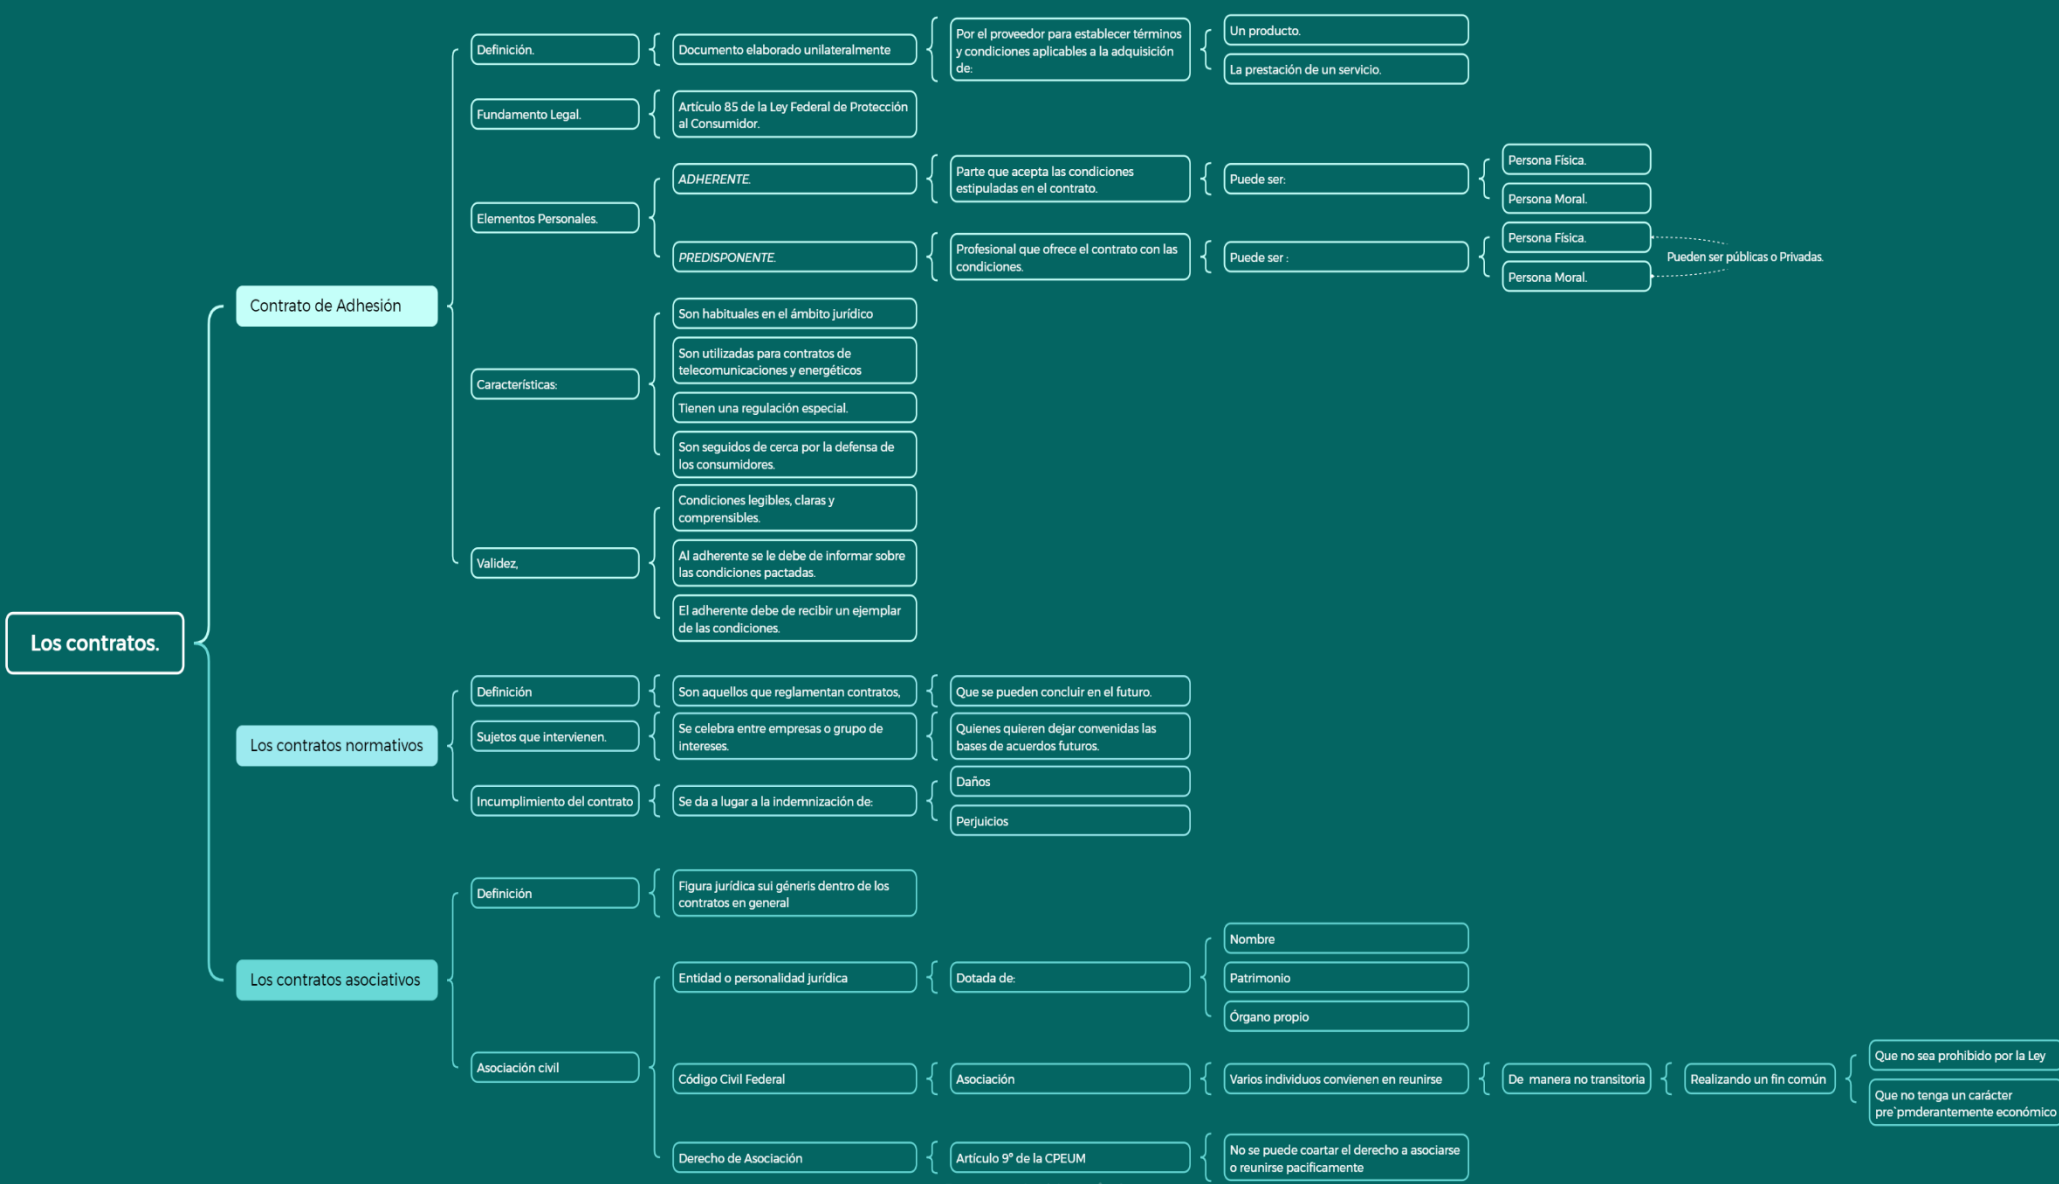 Los contratos.
Contrato de Adhesión
Definición.
Documento elaborado unilateralmente
Por el proveedor para establecer términos
y condiciones aplicables a la adquisición
de:
Un producto.
La prestación de un servicio.
Fundamento Legal.
Artículo 85 de la Ley Federal de Protección
al Consumidor.
Elementos Personales.
ADHERENTE.
Parte que acepta las condiciones
estipuladas en el contrato.
Puede ser:
Persona Física.
Persona Moral.
PREDISPONENTE.
Profesional que ofrece el contrato con las
condiciones.
Puede ser :
Persona Física.
Persona Moral.
Pueden ser públicas o Privadas.
Características:
Son habituales en el ámbito jurídico
Son utilizadas para contratos de
telecomunicaciones y energéticos
Tienen una regulación especial.
Son seguidos de cerca por la defensa de
los consumidores.
Validez,
Condiciones legibles, claras y
comprensibles.
Al adherente se le debe de informar sobre
las condiciones pactadas.
El adherente debe de recibir un ejemplar
de las condiciones.
Los contratos normativos
Definición
Son aquellos que reglamentan contratos,
Que se pueden concluir en el futuro.
Sujetos que intervienen.
Se celebra entre empresas o grupo de
intereses.
Quienes quieren dejar convenidas las
bases de acuerdos futuros.
Incumplimiento del contrato
Se da a lugar a la indemnización de:
Daños
Perjuicios
Los contratos asociativos
Definición
Figura jurídica sui géneris dentro de los
contratos en general
Asociación civil
Entidad o personalidad jurídica
Dotada de:
Nombre
Patrimonio
Órgano propio
Código Civil Federal
Asociación
Varios individuos convienen en reunirse
De manera no transitoria
Realizando un fin común
Que no sea prohibido por la Ley
Que no tenga un carácter
pre`pmderantemente económico
Derecho de Asociación
Artículo 9° de la CPEUM
No se puede coartar el derecho a asociarse
o reunirse pacificamente